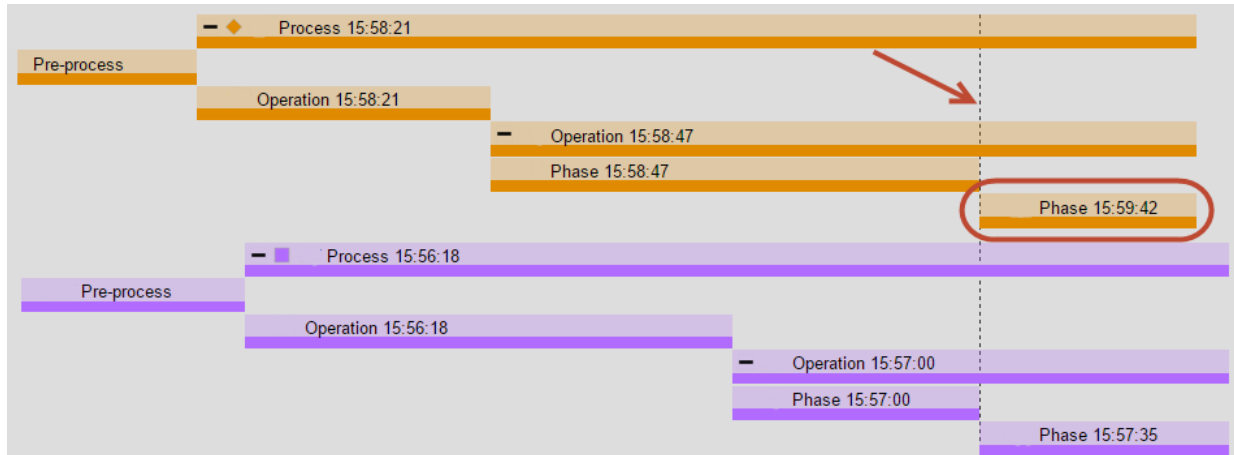 Process 15:58:21
Pre-process
Operation 15:58:21
Operation 15:58:47
Phase 15:58:47
Phase 15:59:42
Process 15:56:18
Pre-process
Operation 15:56:18
Operation 15:57:00
Phase 15:57:00
Phase 15:57:35